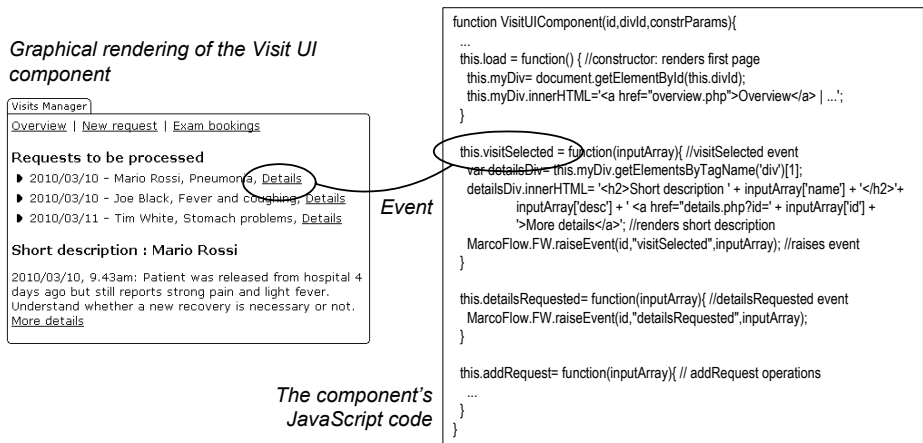 Graphical rendering of the Visit UI
component
Visits Manager
Overview | New request | Exam bookings
Requests to be processed
2010/03/10 - Mario Rossi, Pneumonia, Details
2010/03/10 - Joe Black, Fever and coughing, Details
2010/03/11 - Tim White, Stomach problems, Details
Short description : Mario Rossi
2010/03/10, 9.43am: Patient was released from hospital 4
days ago but still reports strong pain and light fever.
Understand whether a new recovery is necessary or not.
More details
Event
The component's
JavaScript code
function VisitUIComponent(id,divId,constrParams){
...
this.load = function() { //constructor: renders first page
this.myDiv= document.getElementById(this.divId);
this.myDiv.innerHTML='<a href="overview.php">Overview</a> | ...';
}
this.visitSelected = function(inputArray){ //visitSelected event
var detailsDiv= this.myDiv.getElementsByTagName('div')[1];
detailsDiv.innerHTML= '<h2>Short description ' + inputArray['name'] + '</h2>'+
inputArray['desc'] + ' <a href="details.php?id=' + inputArray['id'] +
'>More details</a>'; //renders short description
MarcoFlow.FW.raiseEvent(id,"visitSelected",inputArray); //raises event
}
this.detailsRequested= function(inputArray){ //detailsRequested event
MarcoFlow.FW.raiseEvent(id,"detailsRequested",inputArray);
}
this.addRequest= function(inputArray){ // addRequest operations
...
}
}